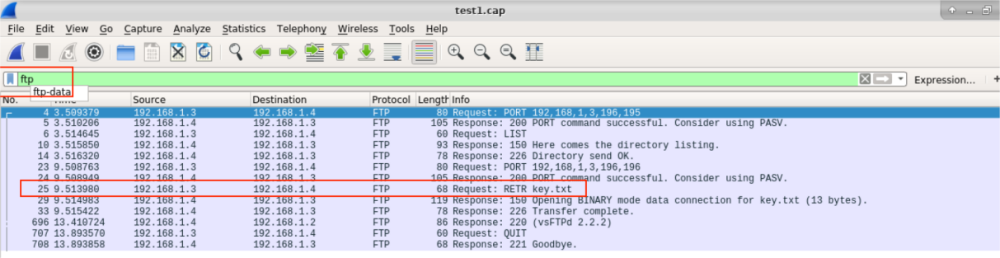 test1.cap
File Edit View Go Capture Analyze Statistics Telephony Wireless Tools Help
ftp Expression... +
ftp-data
No. Time Source Destination Protocol Length Info
4 3.509379 192.168.1.3 192.168.1.4 FTP 80 Request: PORT 192,168,1,3,196,195
5 3.510206 192.168.1.4 192.168.1.3 FTP 105 Response: 200 PORT command successful. Consider using PASV.
6 3.514645 192.168.1.3 192.168.1.4 FTP 60 Request: LIST
10 3.515850 192.168.1.4 192.168.1.3 FTP 93 Response: 150 Here comes the directory listing.
14 3.516320 192.168.1.4 192.168.1.3 FTP 78 Response: 226 Directory send OK.
23 9.508763 192.168.1.3 192.168.1.4 FTP 80 Request: PORT 192,168,1,3,196,196
24 9.508949 192.168.1.4 192.168.1.3 FTP 105 Response: 200 PORT command successful. Consider using PASV.
25 9.513980 192.168.1.3 192.168.1.4 FTP 68 Request: RETR key.txt
29 9.514983 192.168.1.4 192.168.1.3 FTP 119 Response: 150 Opening BINARY mode data connection for key.txt (13 bytes).
33 9.515422 192.168.1.4 192.168.1.3 FTP 78 Response: 226 Transfer complete.
696 13.410724 192.168.1.4 192.168.1.2 FTP 86 Response: 220 (vsFTPd 2.2.2)
707 13.893570 192.168.1.3 192.168.1.4 FTP 60 Request: QUIT
708 13.893858 192.168.1.4 192.168.1.3 FTP 68 Response: 221 Goodbye.